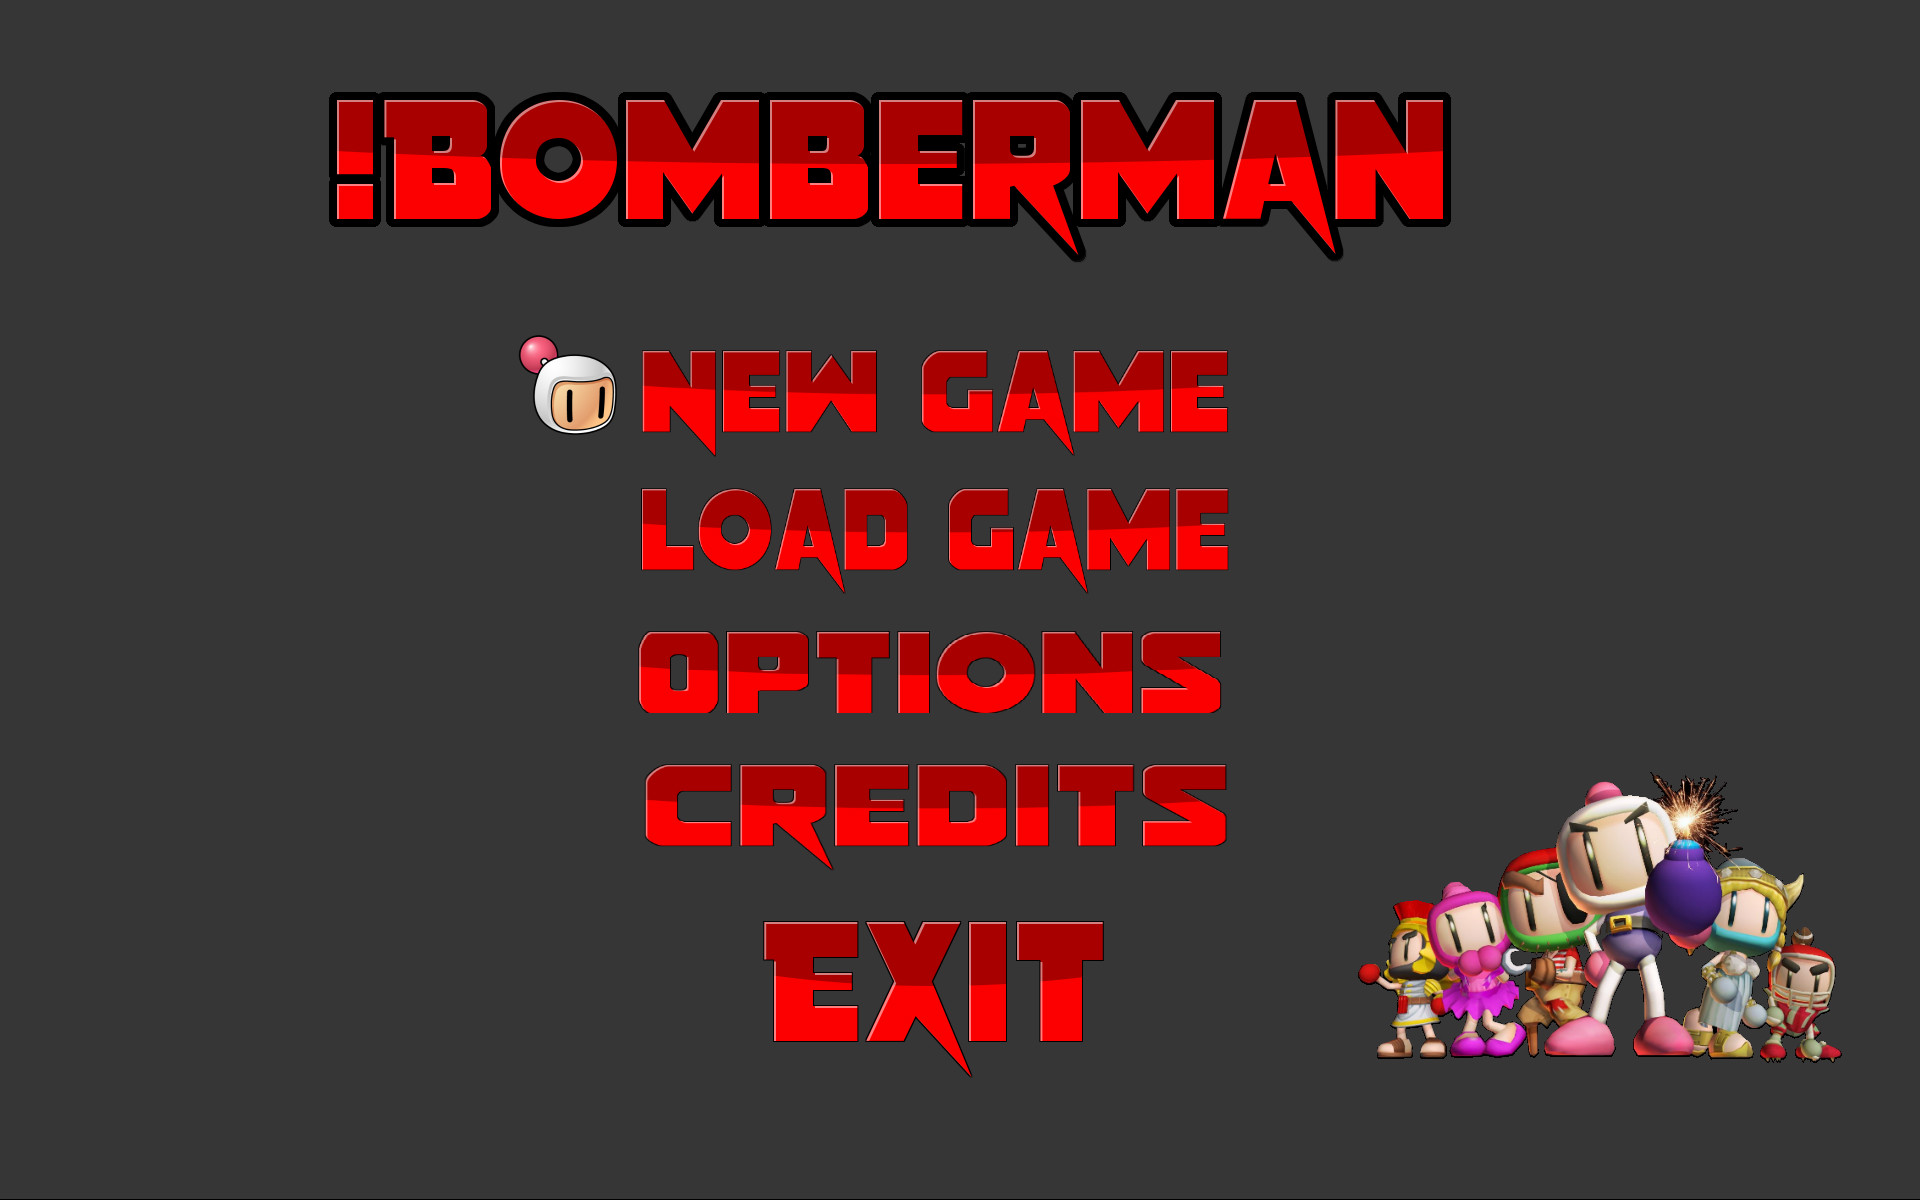 !BOMBERMAN
NEW GAME
LOAD GAME
OPTIONS
CREDITS
EXIT